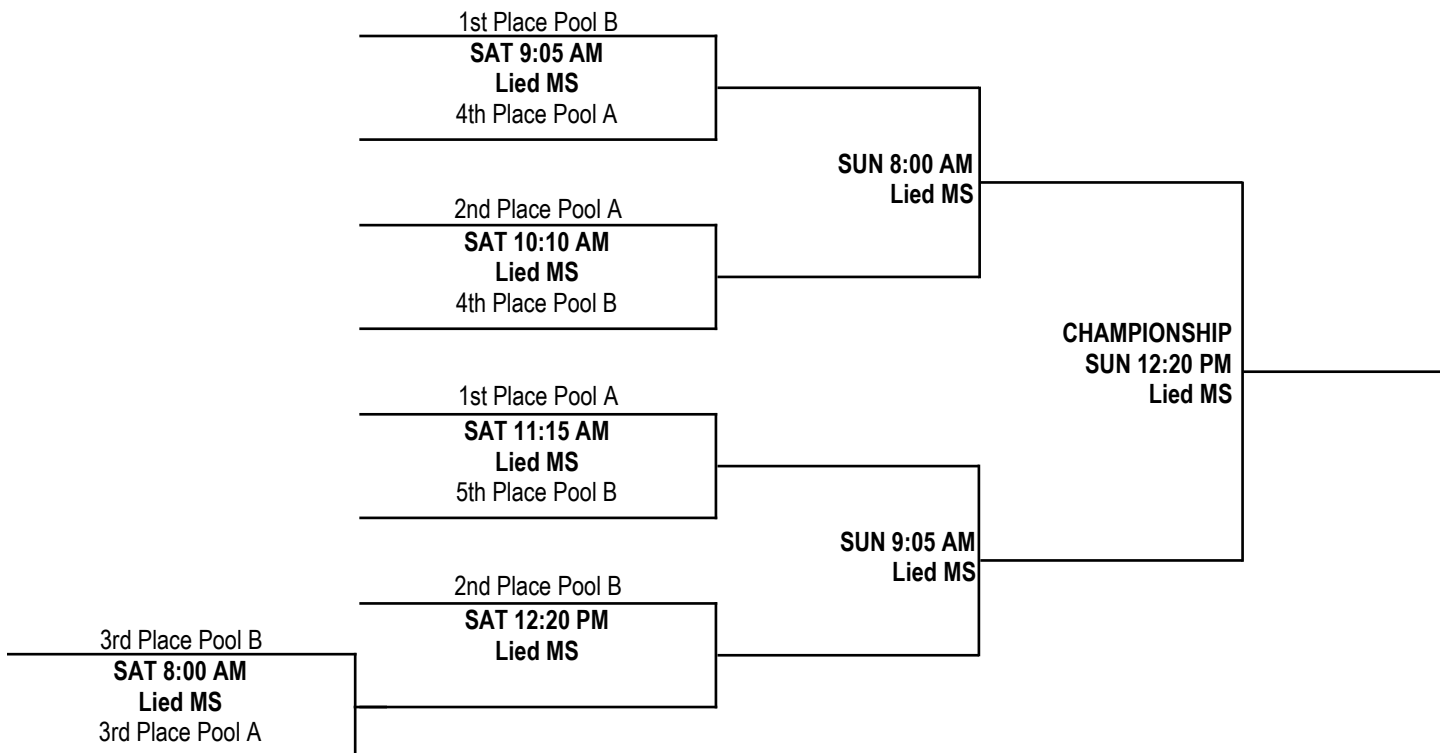 1st Place Pool B
SAT 9:05 AM
Lied MS
4th Place Pool A
SUN 8:00 AM
Lied MS
2nd Place Pool A
SAT 10:10 AM
Lied MS
4th Place Pool B
CHAMPIONSHIP
SUN 12:20 PM
Lied MS
1st Place Pool A
SAT 11:15 AM
Lied MS
5th Place Pool B
SUN 9:05 AM
Lied MS
2nd Place Pool B
SAT 12:20 PM
Lied MS
3rd Place Pool B
SAT 8:00 AM
Lied MS
3rd Place Pool A